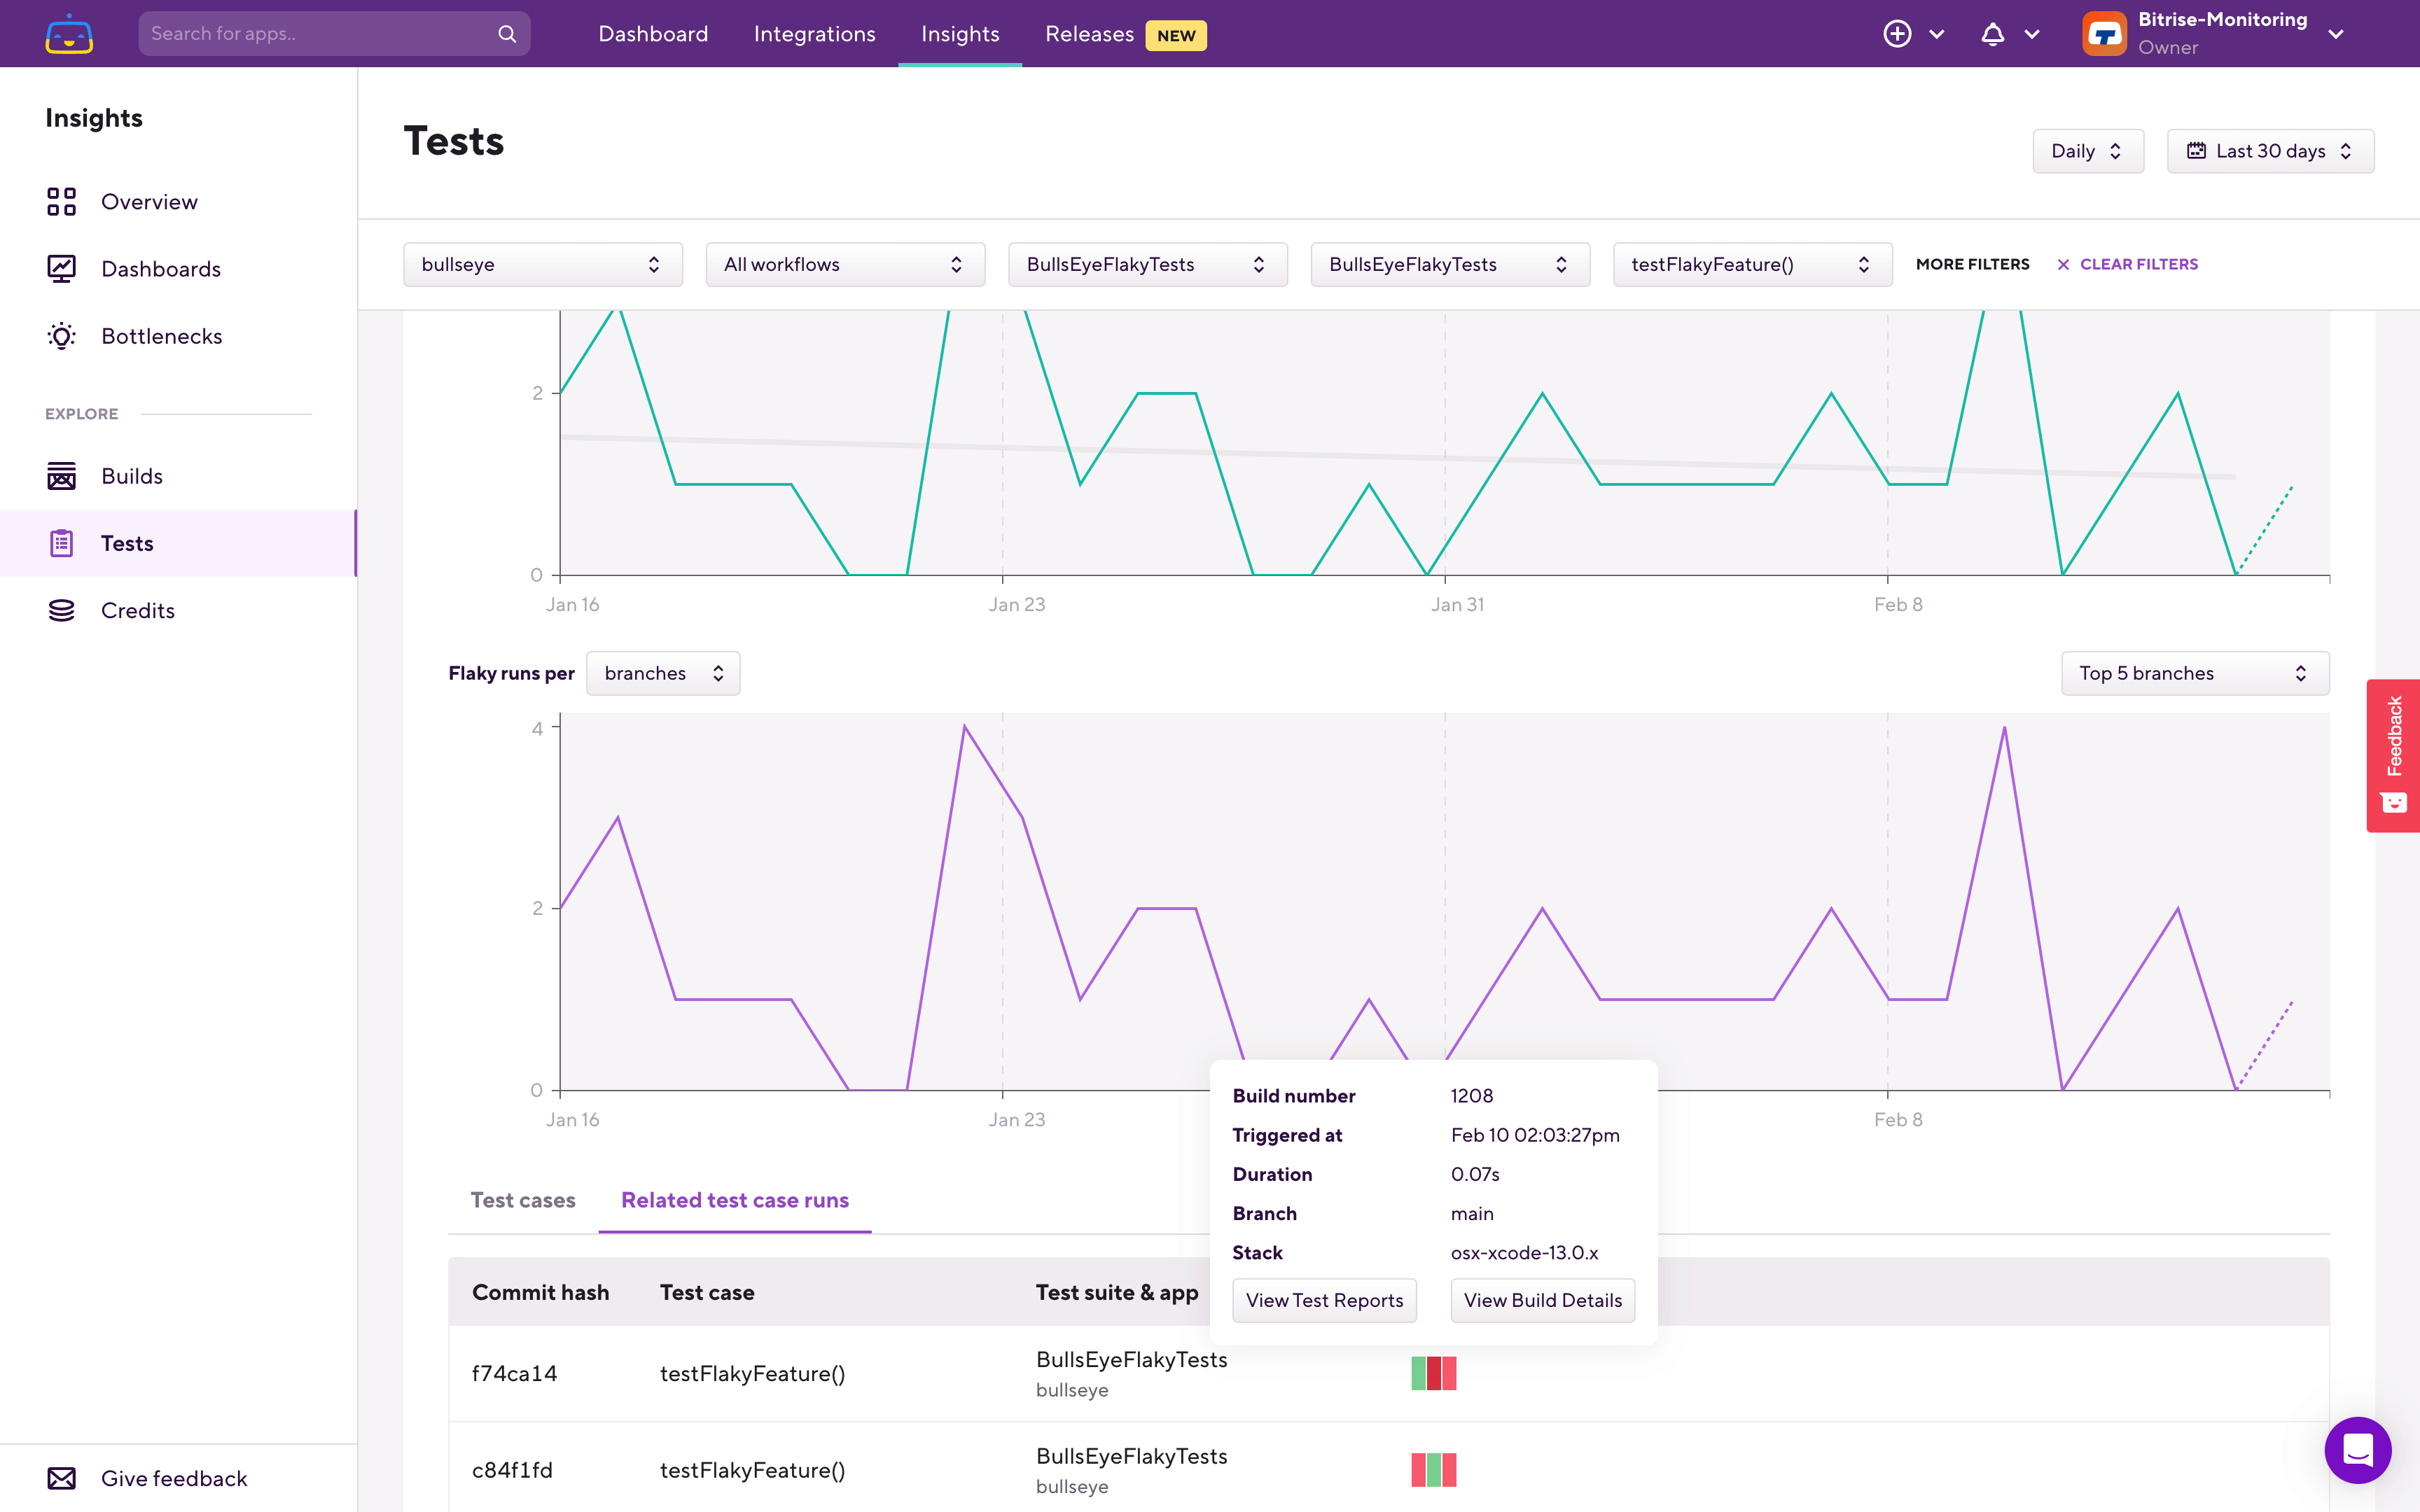 Search for apps..
Dashboard
Integrations
Insights
Releases NEW
Bitrise-Monitoring
Owner
Insights
Overview
Dashboards
Bottlenecks
EXPLORE
Builds
Tests
Credits
Give feedback
Tests
Daily
Last 30 days
bullseye
All workflows
BullsEyeFlakyTests
BullsEyeFlakyTests
testFlakyFeature()
MORE FILTERS
CLEAR FILTERS
2
0
Jan 16
Jan 23
Jan 31
Feb 8
Flaky runs per
branches
Top 5 branches
4
2
0
Jan 16
Jan 23
Feb 8
Feedback
Build number 1208
Triggered at Feb 10 02:03:27pm
Duration 0.07s
Branch main
Stack osx-xcode-13.0.x
View Test Reports
View Build Details
Test cases
Related test case runs
Commit hash
Test case
Test suite & app
f74ca14
testFlakyFeature()
BullsEyeFlakyTests
bullseye
c84f1fd
testFlakyFeature()
BullsEyeFlakyTests
bullseye